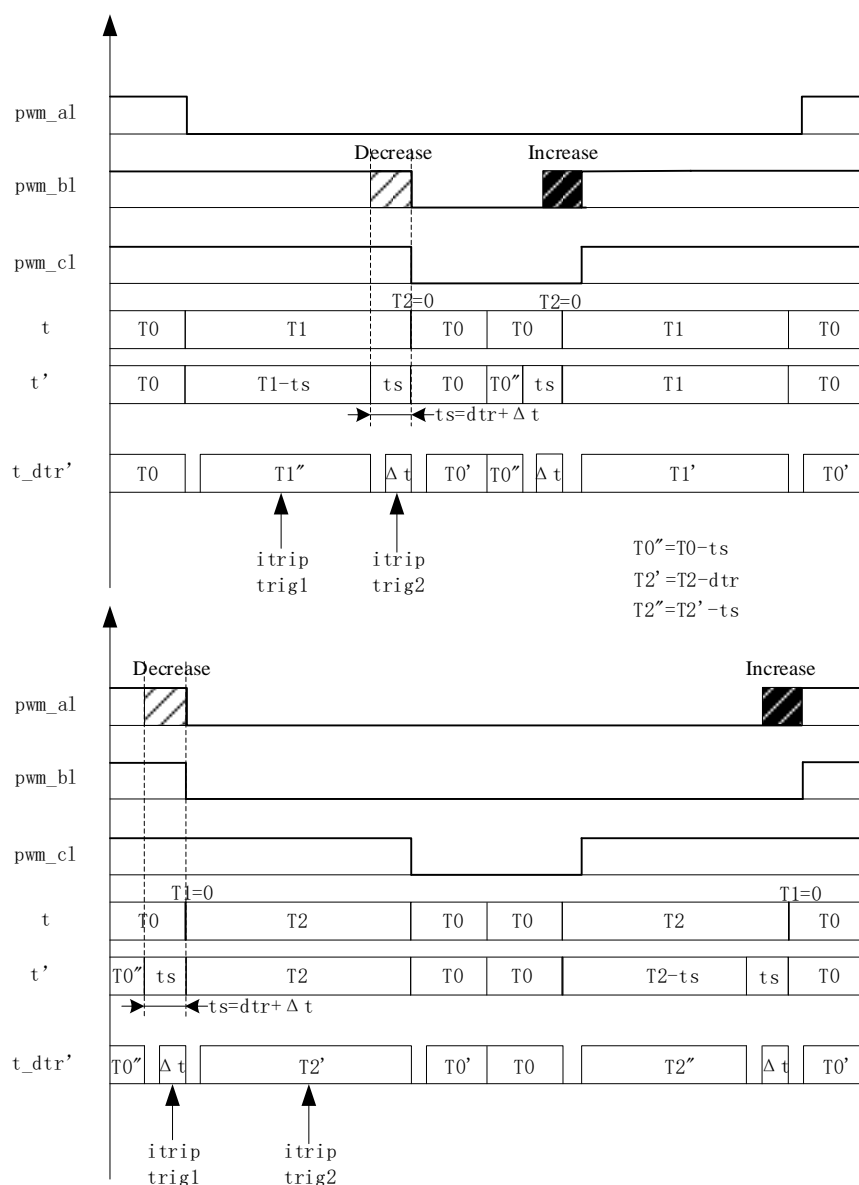 pwm_al
Decrease Increase
pwm_bl
pwm_cl
T2=0 T2=0
t T0 T1 T0 T0 T1 T0
t' T0 T1-ts ts T0 T0″ ts T1 T0
ts=dtr+Δt
t_dtr' T0 T1″ Δt T0' T0″ Δt T1' T0'
itrip itrip
trig1 trig2
T0″=T0-ts
T2'=T2-dtr
T2″=T2'-ts
Decrease Increase
pwm_al
pwm_bl
pwm_cl
T1=0 T1=0
t T0 T2 T0 T0 T2 T0
t' T0″ ts T2 T0 T0 T2-ts ts T0
ts=dtr+Δt
t_dtr' T0″ Δt T2' T0' T0 T2″ Δt T0'
itrip itrip
trig1 trig2